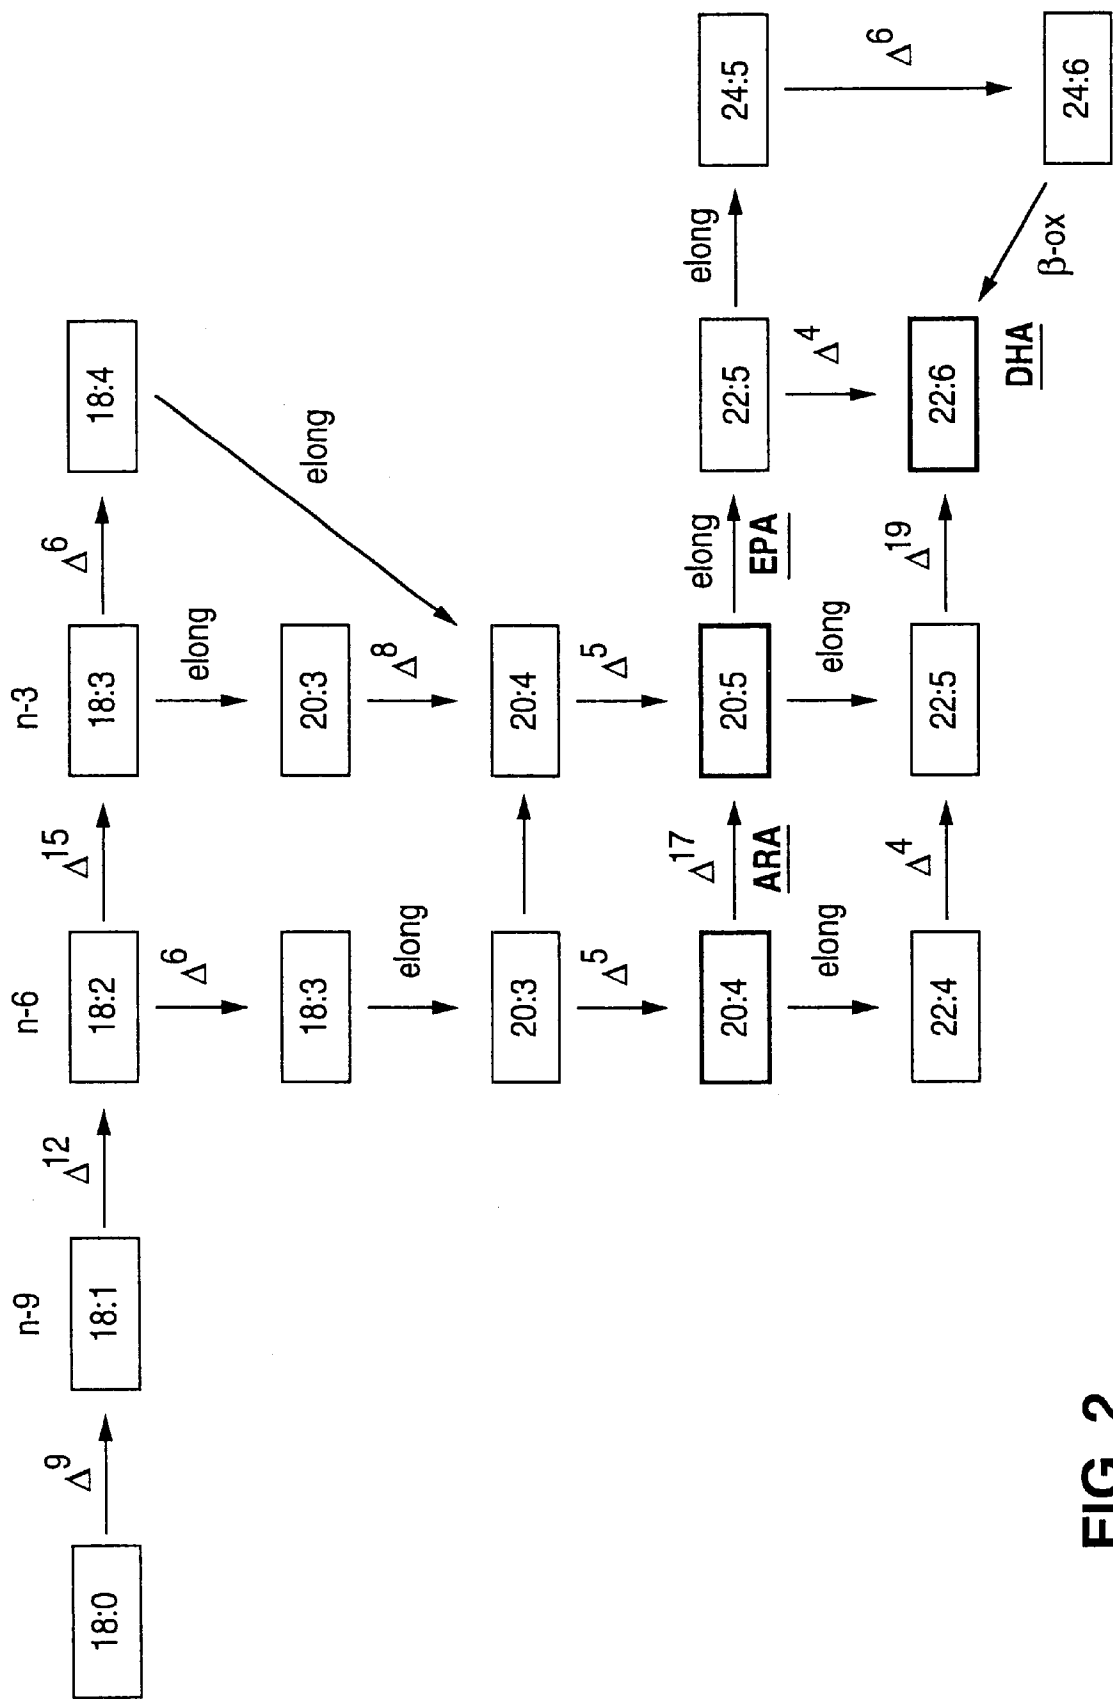 n-9 n-6 n-3
Δ9 Δ12 Δ15 Δ6
18:0 18:1 18:2 18:3 18:4
Δ6 elong
18:3 20:3 elong
elong Δ8
20:3 20:4
Δ5 Δ5
Δ17 elong elong
20:4 20:5 22:5 24:5
ARA EPA
elong elong Δ4 Δ6
Δ4 Δ19
22:4 22:5 22:6
DHA
β-ox 24:6
FIG_2